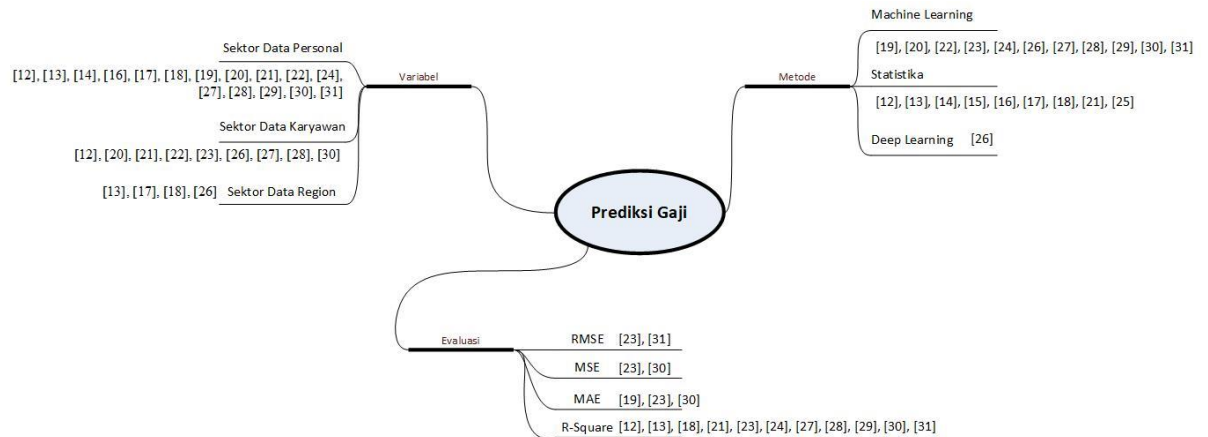 Sektor Data Personal
[12], [13], [14], [16], [17], [18], [19], [20], [21], [22], [24],
[27], [28], [29], [30], [31]
Variabel
Sektor Data Karyawan
[12], [20], [21], [22], [23], [26], [27], [28], [30]
[13], [17], [18], [26] Sektor Data Region
Prediksi Gaji
Metode
Machine Learning
[19], [20], [22], [23], [24], [26], [27], [28], [29], [30], [31]
Statistika
[12], [13], [14], [15], [16], [17], [18], [21], [25]
Deep Learning [26]
Evaluasi
RMSE [23], [31]
MSE [23], [30]
MAE [19], [23], [30]
R-Square [12], [13], [18], [21], [23], [24], [27], [28], [29], [30], [31]